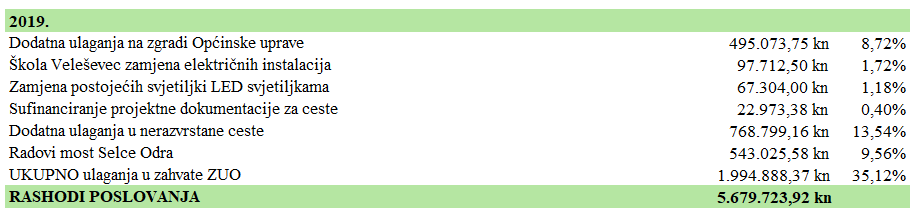 2019.
Dodatna ulaganja na zgradi Općinske uprave 495.073,75 kn 8,72%
Škola Veleševec zamjena električnih instalacija 97.712,50 kn 1,72%
Zamjena postojećih svjetiljki LED svjetiljkama 67.304,00 kn 1,18%
Sufinanciranje projektne dokumentacije za ceste 22.973,38 kn 0,40%
Dodatna ulaganja u nerazvrstane ceste 768.799,16 kn 13,54%
Radovi most Selce Odra 543.025,58 kn 9,56%
UKUPNO ulaganja u zahvate ZUO 1.994.888,37 kn 35,12%
RASHODI POSLOVANJA 5.679.723,92 kn